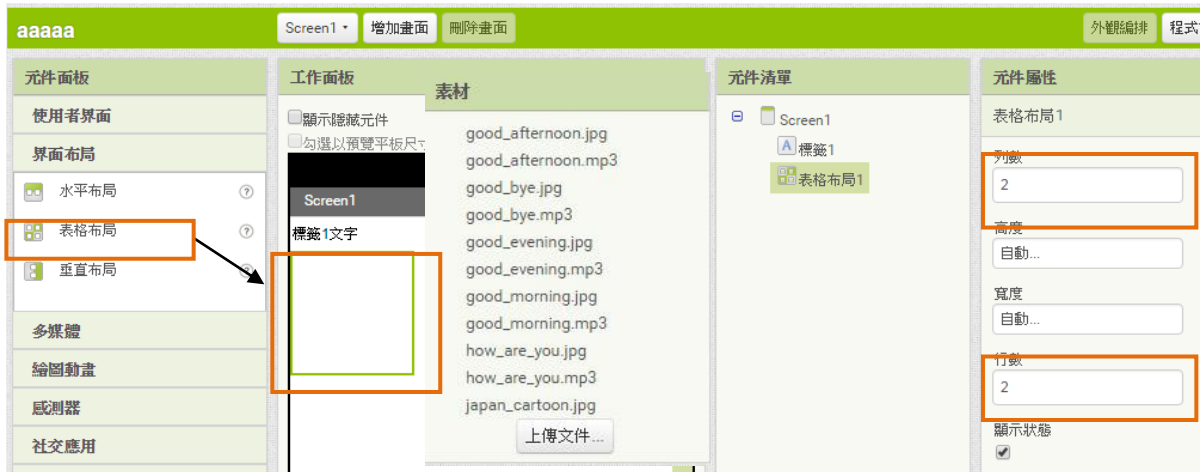 aaaaa
Screen1
增加畫面
刪除畫面
外觀編排
程式
元件面板
使用者界面
界面布局
水平布局
?
表格布局
?
垂直布局
多媒體
繪圖動畫
感測器
社交應用
工作面板
顯示隱藏元件
勾選以預覽平板尺寸
Screen1
標籤1文字
素材
good_afternoon.jpg
good_afternoon.mp3
good_bye.jpg
good_bye.mp3
good_evening.jpg
good_evening.mp3
good_morning.jpg
good_morning.mp3
how_are_you.jpg
how_are_you.mp3
japan_cartoon.jpg
上傳文件...
元件清單
Screen1
A 標籤1
表格布局1
元件屬性
表格布局1
列數
2
高度
自動...
寬度
自動...
行數
2
顯示狀態